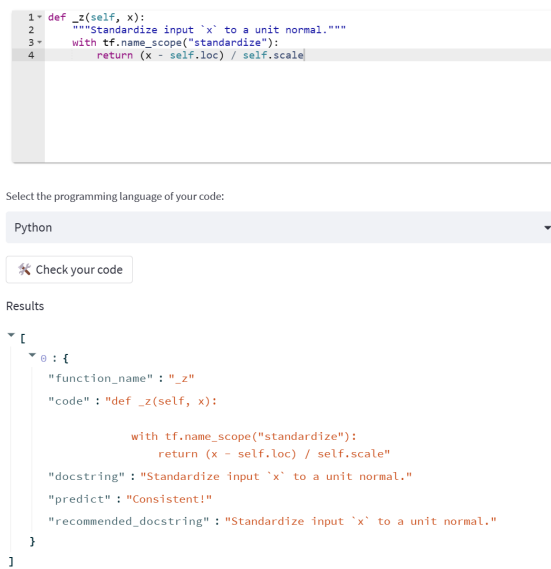 1 def _z(self, x):
2 """Standardize input `x` to a unit normal."""
3 with tf.name_scope("standardize"):
4 return (x - self.loc) / self.scale
Select the programming language of your code:
Python
🛠 Check your code
Results
[
0 : {
"function_name" : "_z"
"code" : "def _z(self, x):
with tf.name_scope("standardize"):
return (x - self.loc) / self.scale"
"docstring" : "Standardize input `x` to a unit normal."
"predict" : "Consistent!"
"recommended_docstring" : "Standardize input `x` to a unit normal."
}
]